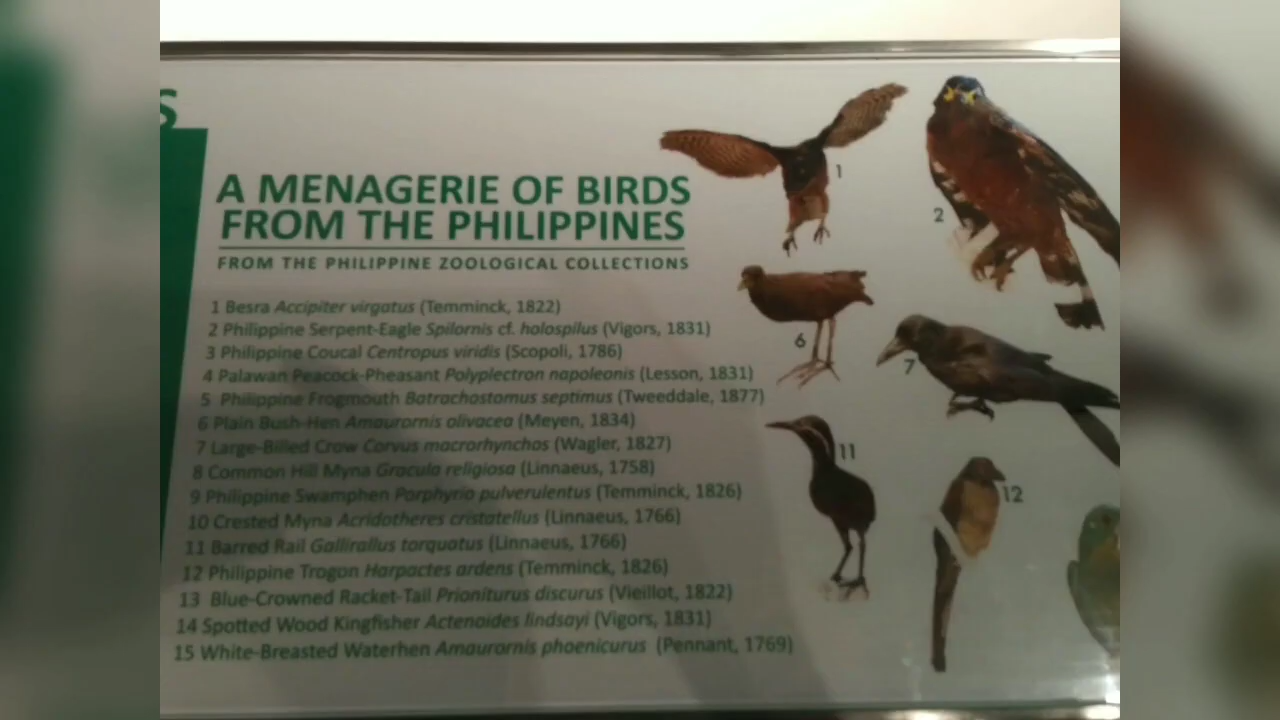 S
A MENAGERIE OF BIRDS
FROM THE PHILIPPINES
FROM THE PHILIPPINE ZOOLOGICAL COLLECTIONS
1 Besra Accipiter virgatus (Temminck, 1822)
2 Philippine Serpent-Eagle Spilornis cf. holospilus (Vigors, 1831)
3 Philippine Coucal Centropus viridis (Scopoli, 1786)
4 Palawan Peacock-Pheasant Polyplectron napoleonis (Lesson, 1831)
5 Philippine Frogmouth Batrachostomus septimus (Tweeddale, 1877)
6 Plain Bush-Hen Amaurornis olivacea (Meyen, 1834)
7 Large-Billed Crow Corvus macrorhynchos (Wagler, 1827)
8 Common Hill Myna Gracula religiosa (Linnaeus, 1758)
9 Philippine Swamphen Porphyrio pulverulentus (Temminck, 1826)
10 Crested Myna Acridotheres cristatellus (Linnaeus, 1766)
11 Barred Rail Gallirallus torquatus (Linnaeus, 1766)
12 Philippine Trogon Harpactes ardens (Temminck, 1826)
13 Blue-Crowned Racket-Tail Prioniturus discurus (Vieillot, 1822)
14 Spotted Wood Kingfisher Actenoides lindsayi (Vigors, 1831)
15 White-Breasted Waterhen Amaurornis phoenicurus (Pennant, 1769)
1
2
6
7
11
12